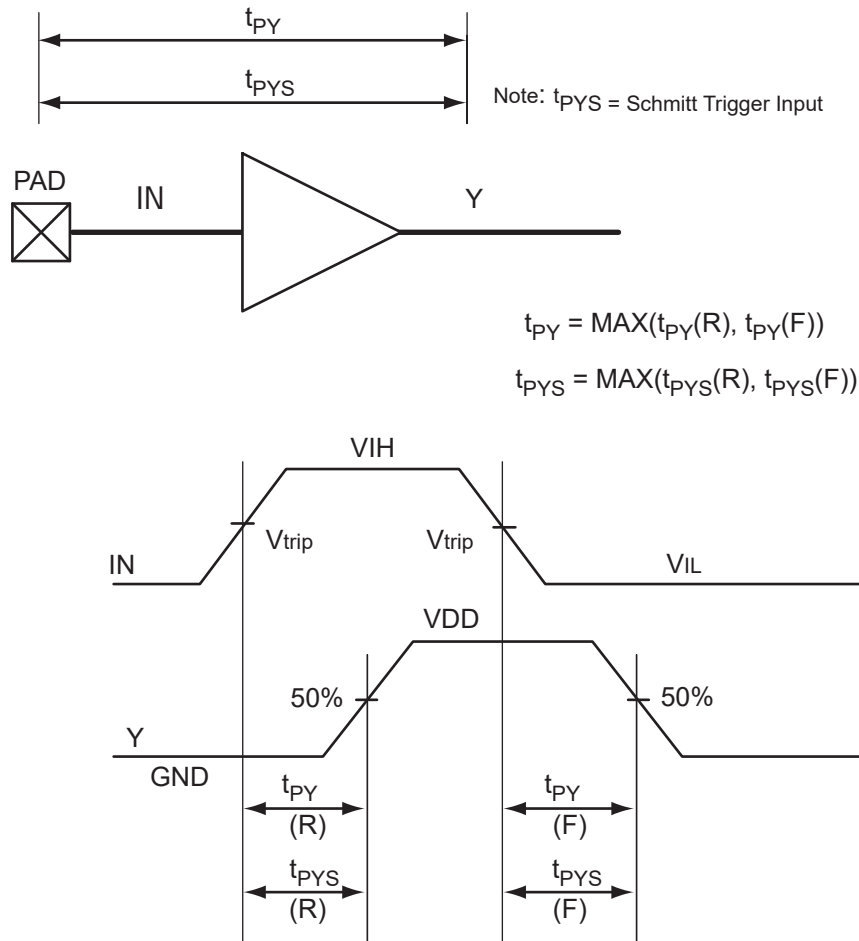 tPY
tPYS
Note: tPYS = Schmitt Trigger Input
PAD
IN
Y
tPY = MAX(tPY(R), tPY(F))
tPYS = MAX(tPYS(R), tPYS(F))
VIH
Vtrip
Vtrip
IN
VIL
VDD
50%
50%
Y
GND
tPY
(R)
tPY
(F)
tPYS
(R)
tPYS
(F)